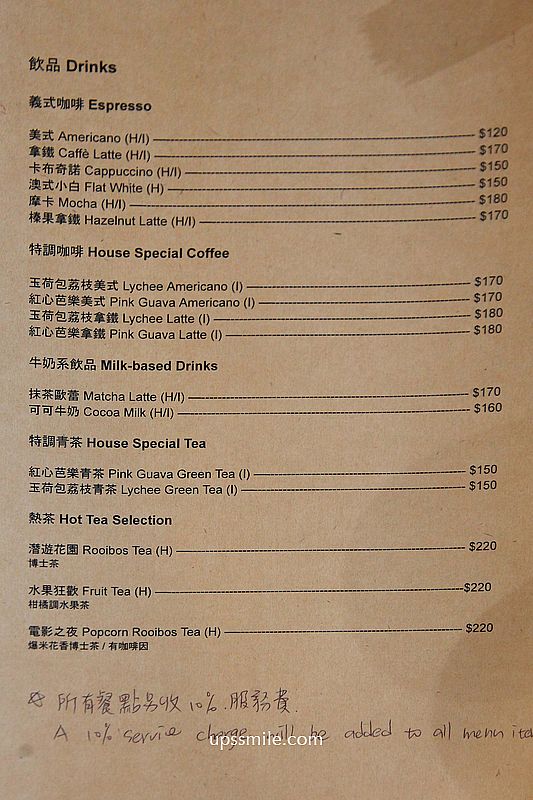 飲品 Drinks
義式咖啡 Espresso
美式 Americano (H/I) $120
拿鐵 Caffè Latte (H/I) $170
卡布奇諾 Cappuccino (H/I) $150
澳式小白 Flat White (H) $150
摩卡 Mocha (H/I) $180
榛果拿鐵 Hazelnut Latte (H/I) $170
特調咖啡 House Special Coffee
玉荷包荔枝美式 Lychee Americano (I) $170
紅心芭樂美式 Pink Guava Americano (I) $170
玉荷包荔枝拿鐵 Lychee Latte (I) $180
紅心芭樂拿鐵 Pink Guava Latte (I) $180
牛奶系飲品 Milk-based Drinks
抹茶歐蕾 Matcha Latte (H/I) $170
可可牛奶 Cocoa Milk (H/I) $160
特調青茶 House Special Tea
紅心芭樂青茶 Pink Guava Green Tea (I) $150
玉荷包荔枝青茶 Lychee Green Tea (I) $150
熱茶 Hot Tea Selection
潛遊花園 Rooibos Tea (H) $220
博士茶
水果狂歡 Fruit Tea (H) $220
柑橘調水果茶
電影之夜 Popcorn Rooibos Tea (H) $220
爆米花香博士茶 / 有咖啡因
☆ 所有餐點另收 10% 服務費.
A 10% service charge will be added to all menu ite
upssmile.com